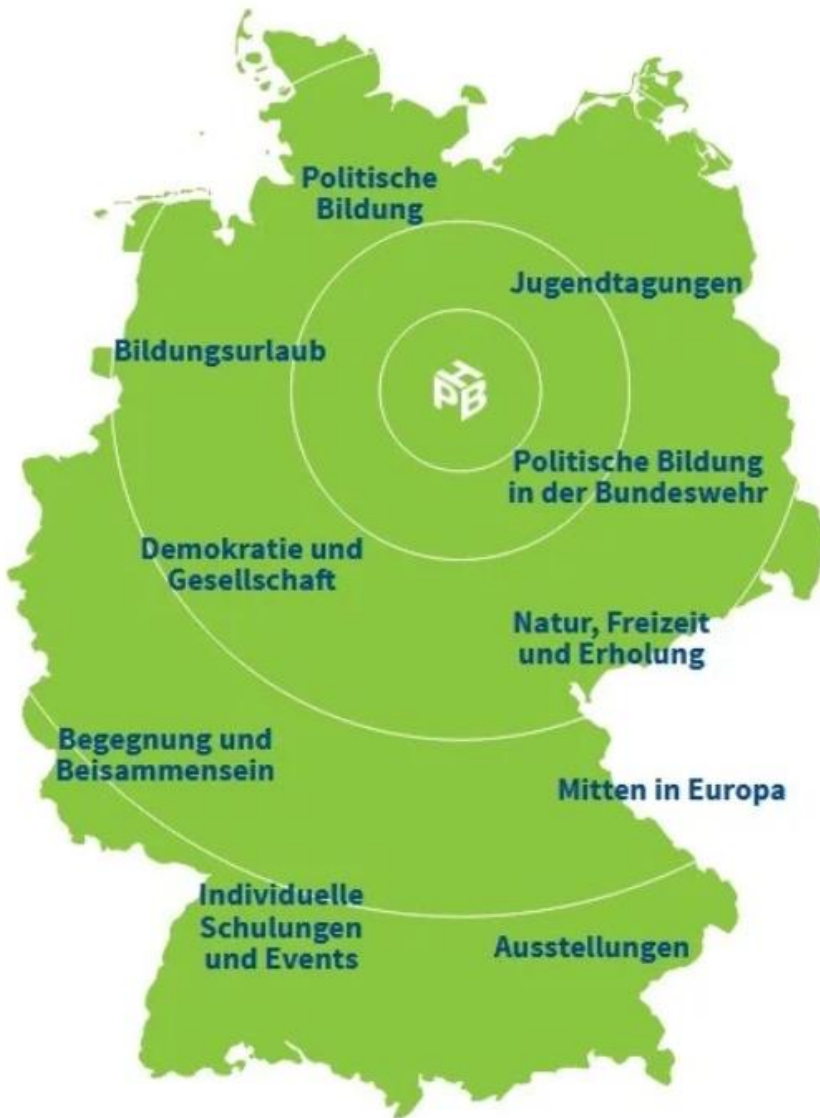 Politische
Bildung
Jugendtagungen
Bildungsurlaub
HPB
Politische Bildung
in der Bundeswehr
Demokratie und
Gesellschaft
Natur, Freizeit
und Erholung
Begegnung und
Beisammensein
Mitten in Europa
Individuelle
Schulungen
und Events
Ausstellungen